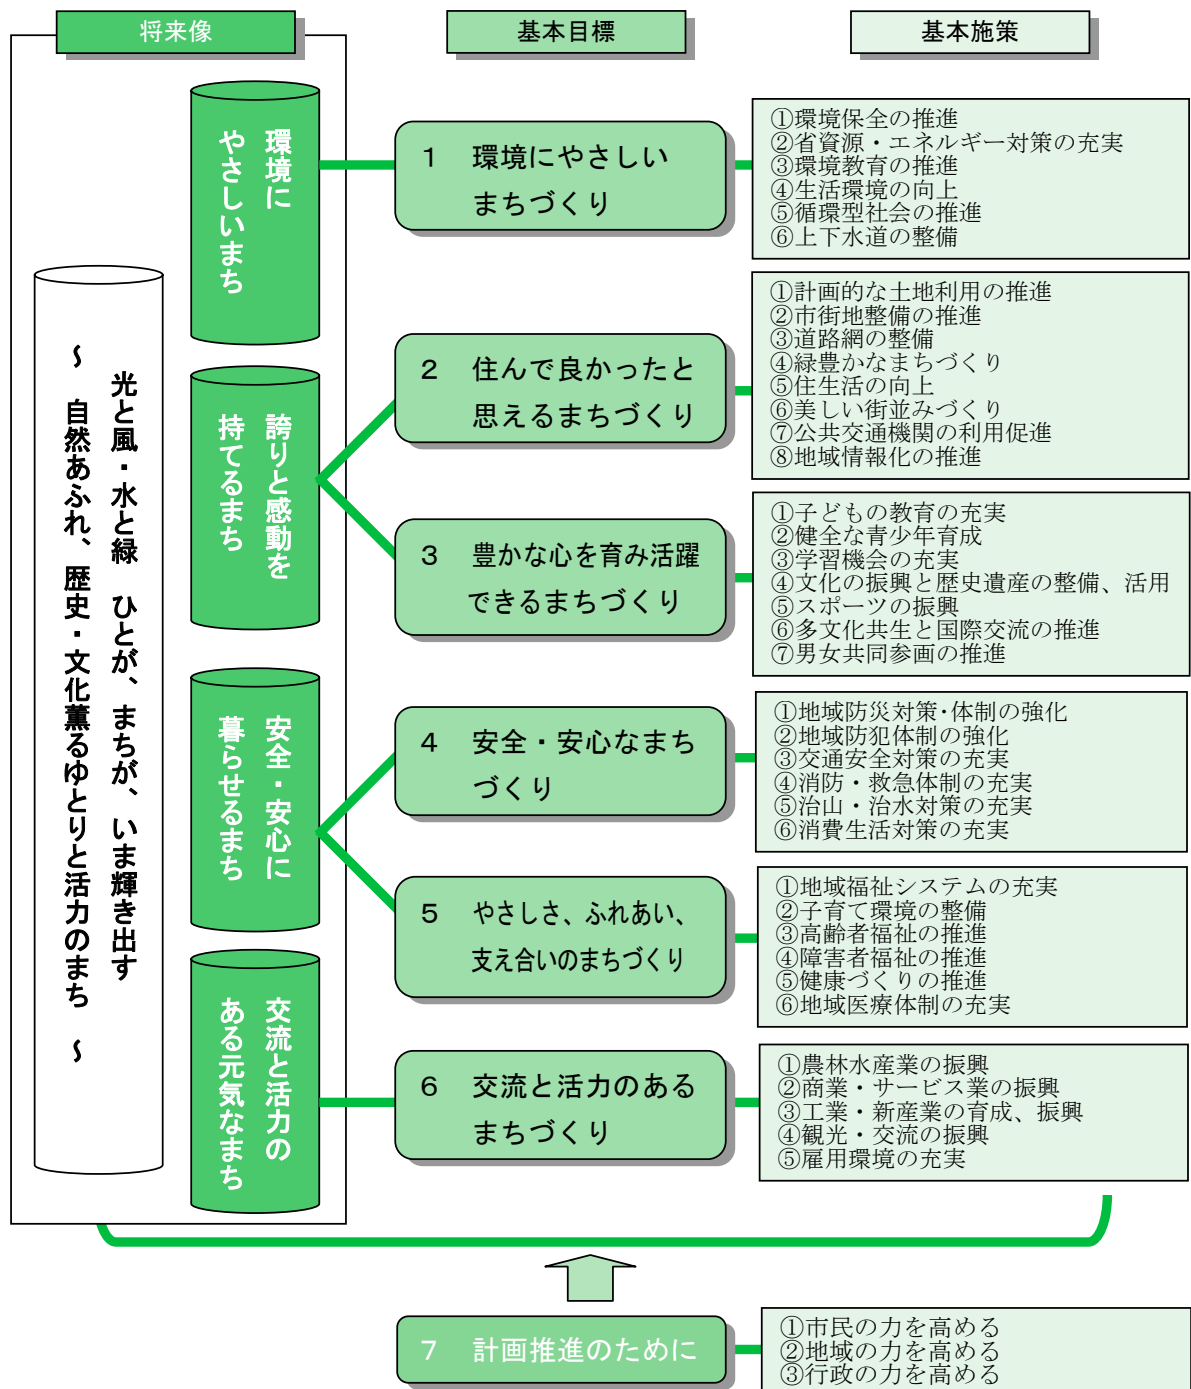 将来像
基本目標
基本施策
光と風・水と緑　ひとが、まちが、いま輝き出す
～　自然あふれ、歴史・文化薫るゆとりと活力のまち　～
環境に
やさしいまち
1　環境にやさしい
まちづくり
①環境保全の推進
②省資源・エネルギー対策の充実
③環境教育の推進
④生活環境の向上
⑤循環型社会の推進
⑥上下水道の整備
誇りと感動を
持てるまち
2　住んで良かったと
思えるまちづくり
①計画的な土地利用の推進
②市街地整備の推進
③道路網の整備
④緑豊かなまちづくり
⑤住生活の向上
⑥美しい街並みづくり
⑦公共交通機関の利用促進
⑧地域情報化の推進
3　豊かな心を育み活躍
できるまちづくり
①子どもの教育の充実
②健全な青少年育成
③学習機会の充実
④文化の振興と歴史遺産の整備、活用
⑤スポーツの振興
⑥多文化共生と国際交流の推進
⑦男女共同参画の推進
安全・安心に
暮らせるまち
4　安全・安心なまち
づくり
①地域防災対策・体制の強化
②地域防犯体制の強化
③交通安全対策の充実
④消防・救急体制の充実
⑤治山・治水対策の充実
⑥消費生活対策の充実
5　やさしさ、ふれあい、
支え合いのまちづくり
①地域福祉システムの充実
②子育て環境の整備
③高齢者福祉の推進
④障害者福祉の推進
⑤健康づくりの推進
⑥地域医療体制の充実
交流と活力の
ある元気なまち
6　交流と活力のある
まちづくり
①農林水産業の振興
②商業・サービス業の振興
③工業・新産業の育成、振興
④観光・交流の振興
⑤雇用環境の充実
7　計画推進のために
①市民の力を高める
②地域の力を高める
③行政の力を高める